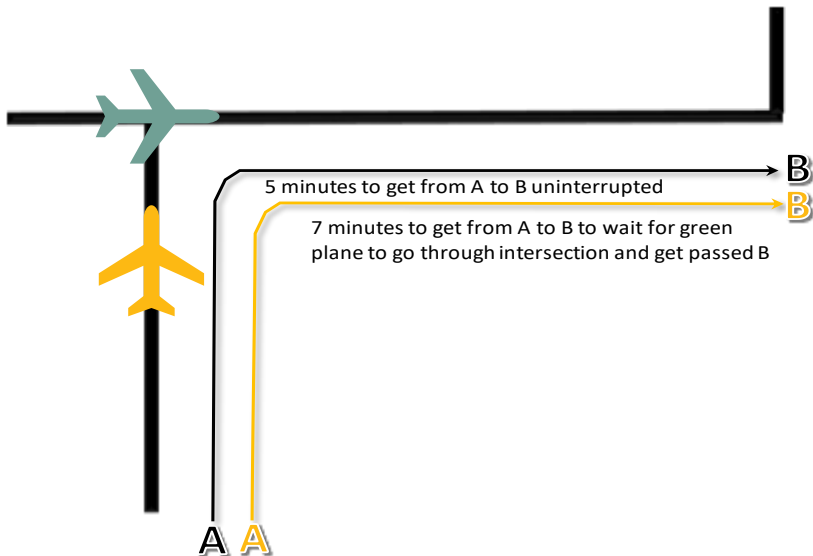 B
5 minutes to get from A to B uninterrupted
B
7 minutes to get from A to B to wait for green
plane to go through intersection and get passed B
A A